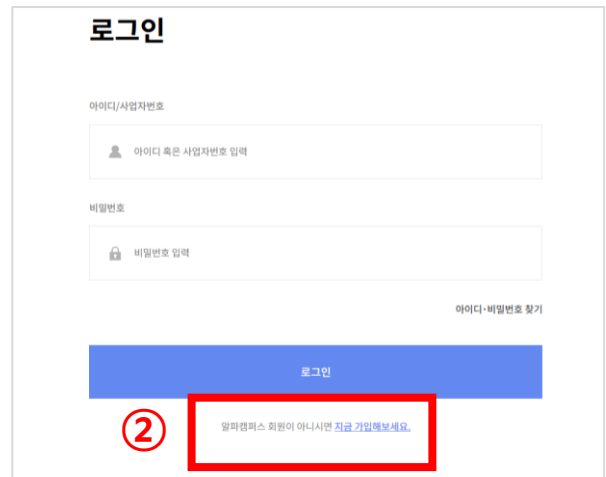 로그인
아이디/사업자번호
아이디 혹은 사업자번호 입력
비밀번호
비밀번호 입력
아이디·비밀번호 찾기
로그인
② 알파캠퍼스 회원이 아니시면 지금 가입해보세요.